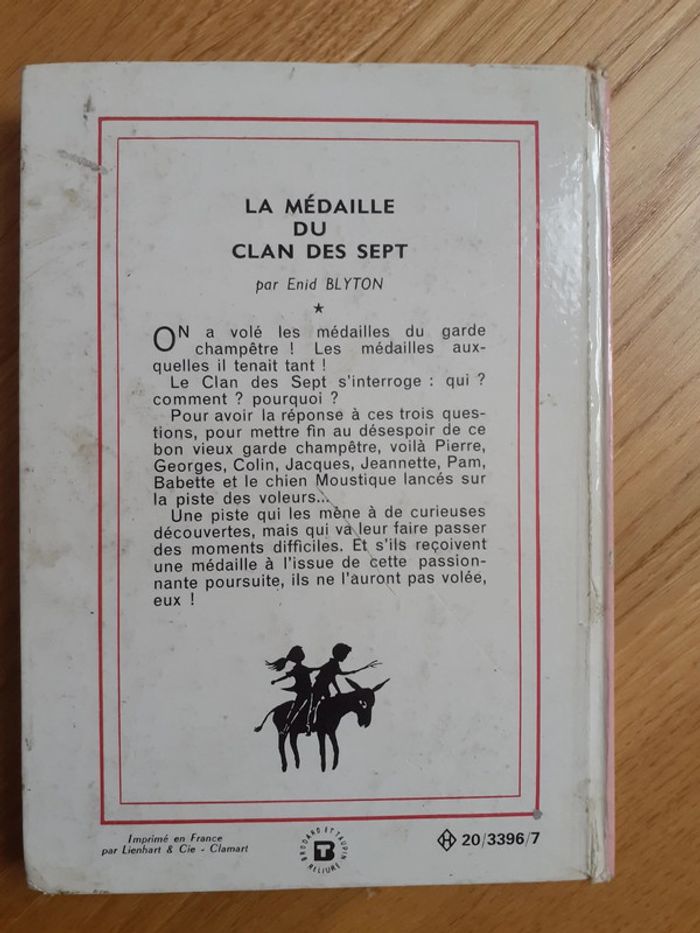 LA MÉDAILLE
DU
CLAN DES SEPT
par Enid BLYTON
★
ON a volé les médailles du garde
champêtre ! Les médailles aux-
quelles il tenait tant !
Le Clan des Sept s'interroge : qui ?
comment ? pourquoi ?
Pour avoir la réponse à ces trois ques-
tions, pour mettre fin au désespoir de ce
bon vieux garde champêtre, voilà Pierre,
Georges, Colin, Jacques, Jeannette, Pam,
Babette et le chien Moustique lancés sur
la piste des voleurs...
Une piste qui les mène à de curieuses
découvertes, mais qui va leur faire passer
des moments difficiles. Et s'ils reçoivent
une médaille à l'issue de cette passion-
nante poursuite, ils ne l'auront pas volée,
eux !
Imprimé en France
par Lienhart & Cie - Clamart
BRODARD ET TAUPIN
BT
RELIURE
H 20/3396/7